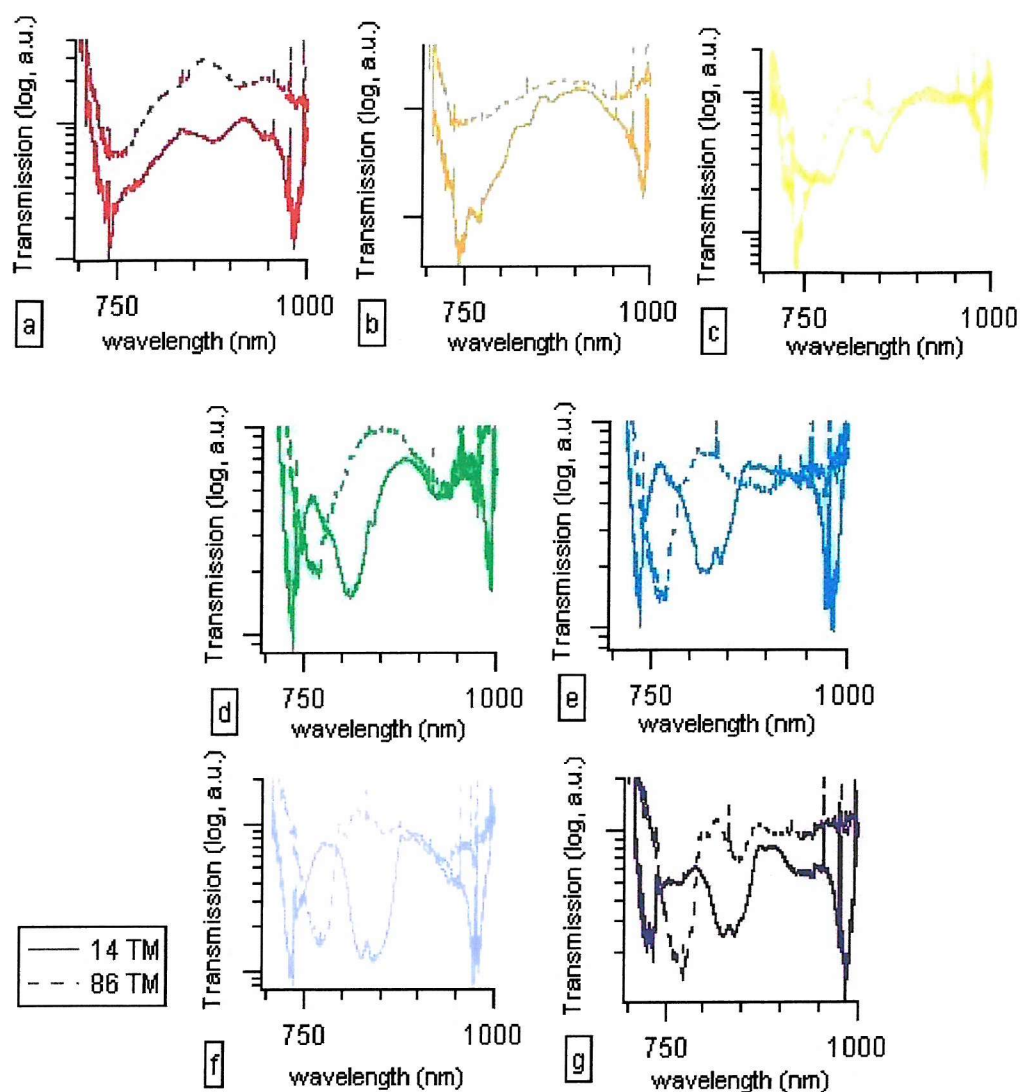 Transmission (log, a.u.)
750
1000
wavelength (nm)
a
Transmission (log, a.u.)
750
1000
wavelength (nm)
b
Transmission (log, a.u.)
750
1000
wavelength (nm)
c
Transmission (log, a.u.)
750
1000
wavelength (nm)
d
Transmission (log, a.u.)
750
1000
wavelength (nm)
e
Transmission (log, a.u.)
750
1000
wavelength (nm)
f
Transmission (log, a.u.)
750
1000
wavelength (nm)
g
14 TM
86 TM